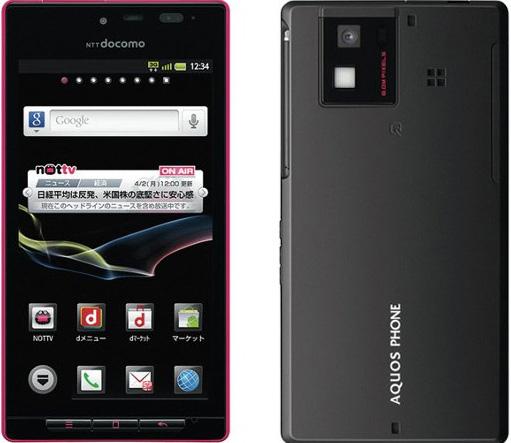 NTT docomo
3G
12:34
Google
g
nottv
ON AIR
ニュース 経済 4/2(月)12:00 更新
日経平均は反発、米国株の底堅さに安心感
現在このヘッドラインのニュースを含め放送中です。
NOTTV dメニュー dマーケット マーケット
8.0M PIXELS
AQUOS PHONE